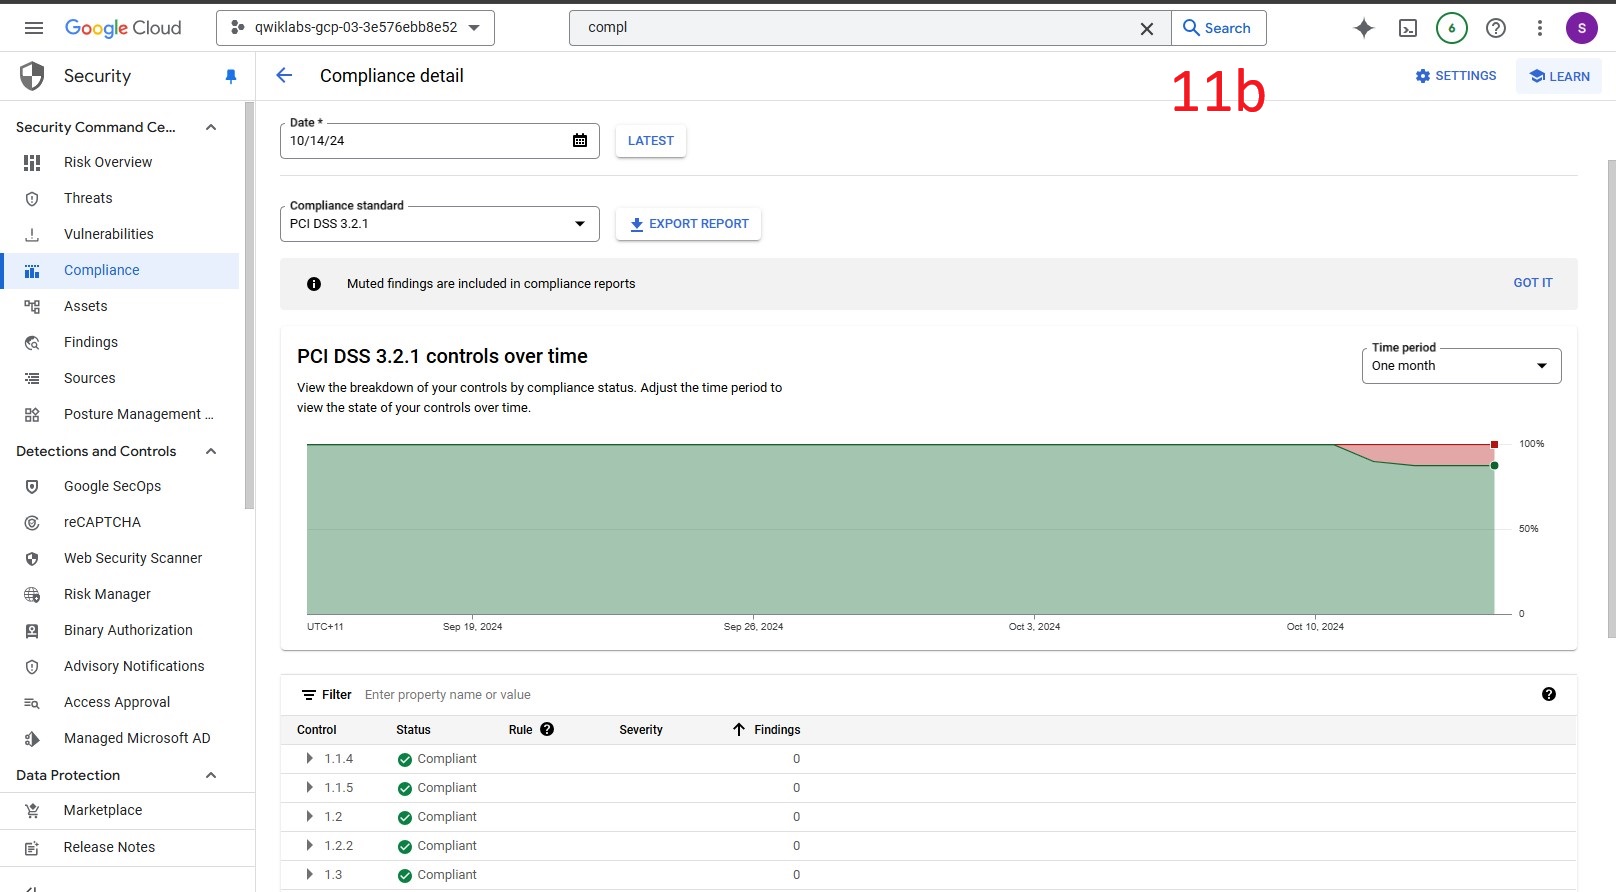 Google Cloud
qwiklabs-gcp-03-3e576ebb8e52
compl
Search
6
S
Security
Compliance detail
11b
SETTINGS
LEARN
Security Command Ce...
Risk Overview
Threats
Vulnerabilities
Compliance
Assets
Findings
Sources
Posture Management ...
Detections and Controls
Google SecOps
reCAPTCHA
Web Security Scanner
Risk Manager
Binary Authorization
Advisory Notifications
Access Approval
Managed Microsoft AD
Data Protection
Marketplace
Release Notes
Date *
10/14/24
LATEST
Compliance standard
PCI DSS 3.2.1
EXPORT REPORT
Muted findings are included in compliance reports
GOT IT
PCI DSS 3.2.1 controls over time
View the breakdown of your controls by compliance status. Adjust the time period to
view the state of your controls over time.
Time period
One month
100%
50%
0
UTC+11
Sep 19, 2024
Sep 26, 2024
Oct 3, 2024
Oct 10, 2024
Filter Enter property name or value
Control Status Rule Severity Findings
1.1.4 Compliant 0
1.1.5 Compliant 0
1.2 Compliant 0
1.2.2 Compliant 0
1.3 Compliant 0